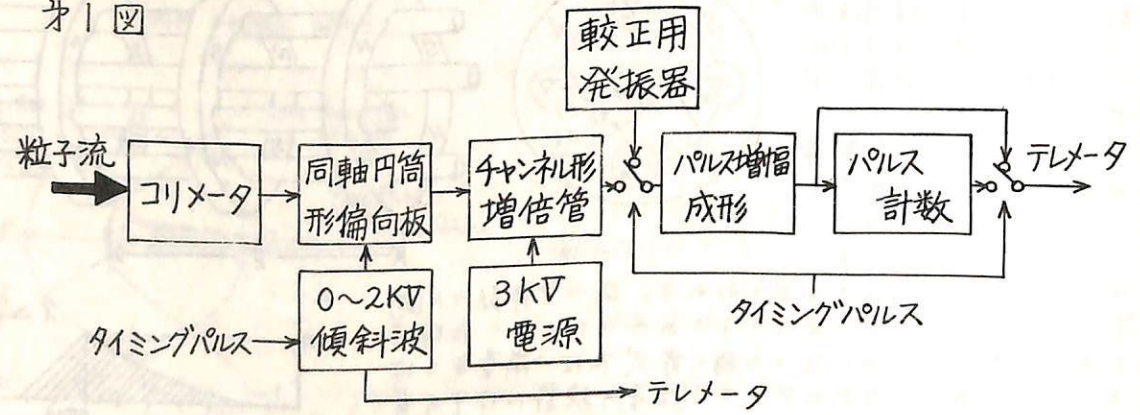 才1図
較正用
発振器
粒子流
コリメータ
同軸円筒
形偏向板
チャンネル形
増倍管
パルス増幅
成形
パルス
計数
テレメータ
0〜2KV
傾斜波
3KV
電源
タイミングパルス
タイミングパルス
テレメータ